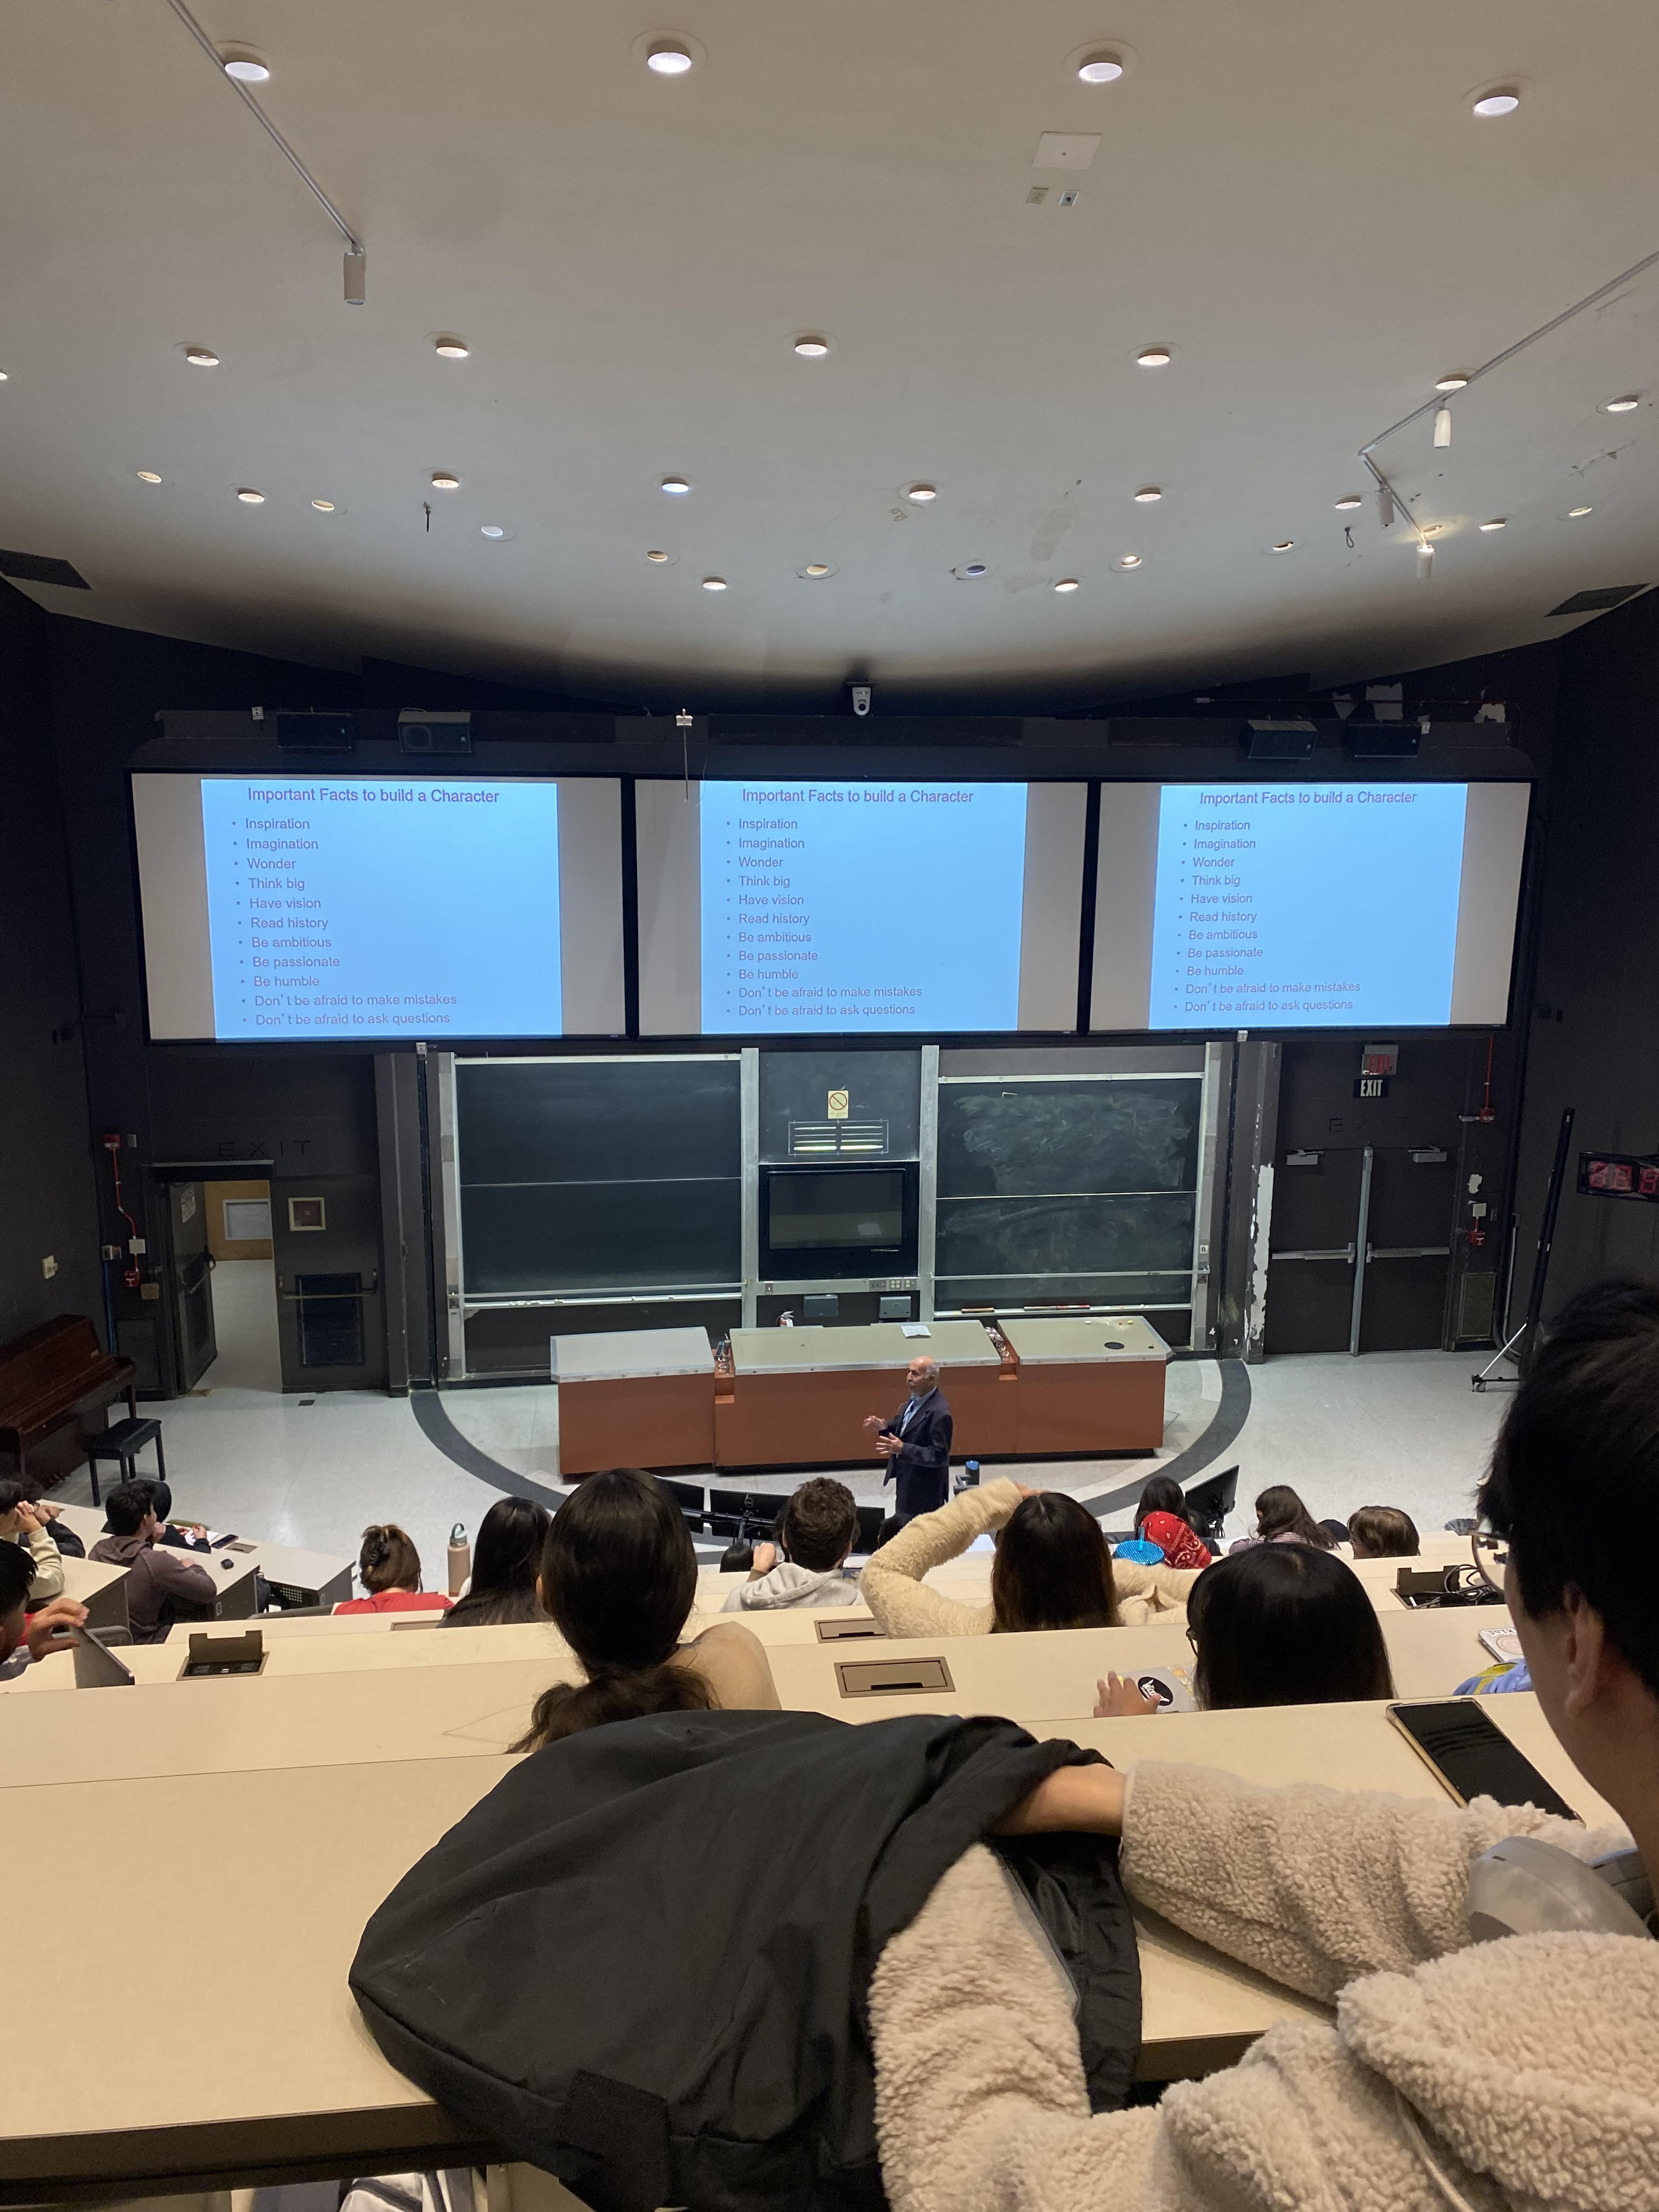 Important Facts to build a Character
• Inspiration
• Imagination
• Wonder
• Think big
• Have vision
• Read history
• Be ambitious
• Be passionate
• Be humble
• Don't be afraid to make mistakes
• Don't be afraid to ask questions
Important Facts to build a Character
• Inspiration
• Imagination
• Wonder
• Think big
• Have vision
• Read history
• Be ambitious
• Be passionate
• Be humble
• Don't be afraid to make mistakes
• Don't be afraid to ask questions
Important Facts to build a Character
• Inspiration
• Imagination
• Wonder
• Think big
• Have vision
• Read history
• Be ambitious
• Be passionate
• Be humble
• Don't be afraid to make mistakes
• Don't be afraid to ask questions
EXIT
EXIT
EXIT
EXIT